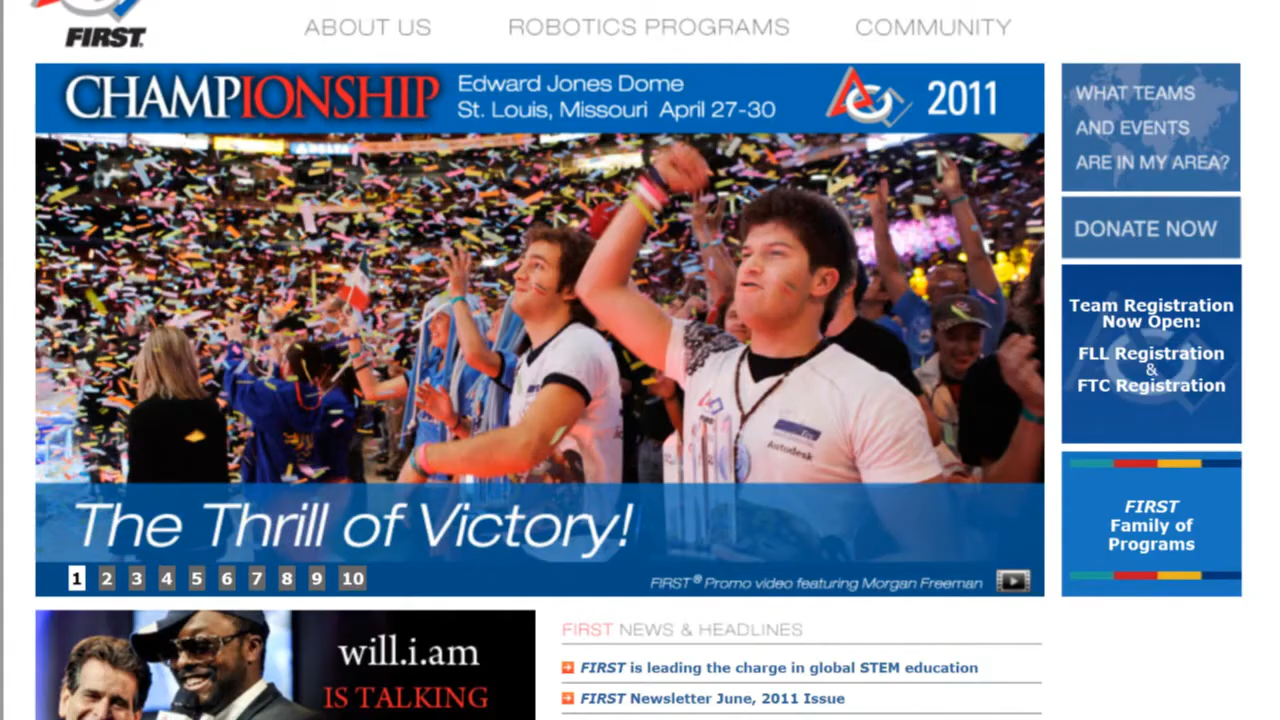 FIRST
ABOUT US
ROBOTICS PROGRAMS
COMMUNITY
CHAMPIONSHIP
Edward Jones Dome
St. Louis, Missouri April 27-30
2011
WHAT TEAMS
AND EVENTS
ARE IN MY AREA?
DONATE NOW
Team Registration
Now Open:
FLL Registration
&
FTC Registration
Autodesk
The Thrill of Victory!
1 2 3 4 5 6 7 8 9 10
FIRST® Promo video featuring Morgan Freeman
FIRST
Family of
Programs
will.i.am
IS TALKING
FIRST NEWS & HEADLINES
FIRST is leading the charge in global STEM education
FIRST Newsletter June, 2011 Issue